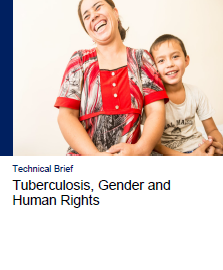 Technical Brief
Tuberculosis, Gender and
Human Rights